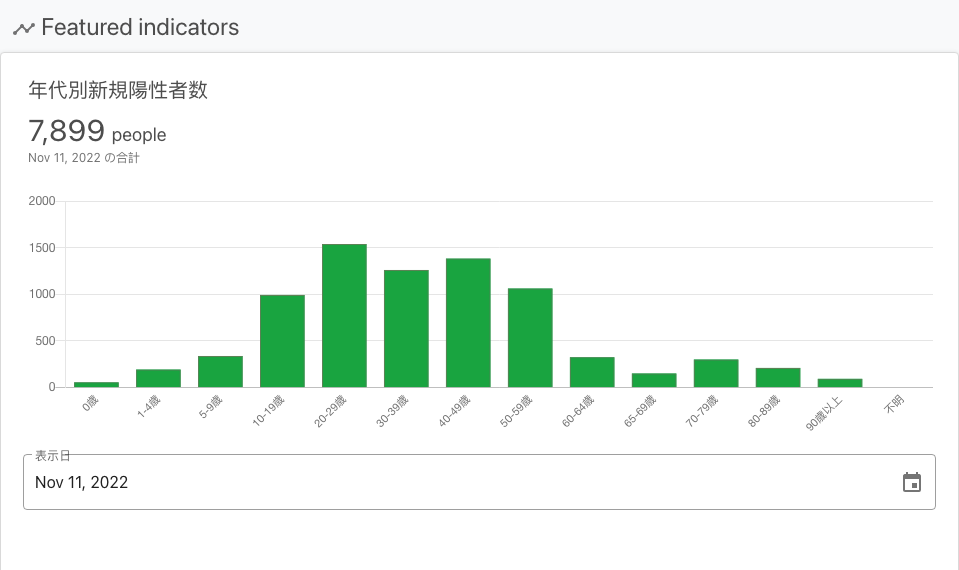 Featured indicators
年代別新規陽性者数
7,899 people
Nov 11, 2022 の合計
2000
1500
1000
500
0
0歳
1-4歳
5-9歳
10-19歳
20-29歳
30-39歳
40-49歳
50-59歳
60-64歳
65-69歳
70-79歳
80-89歳
90歳以上
不明
表示日
Nov 11, 2022